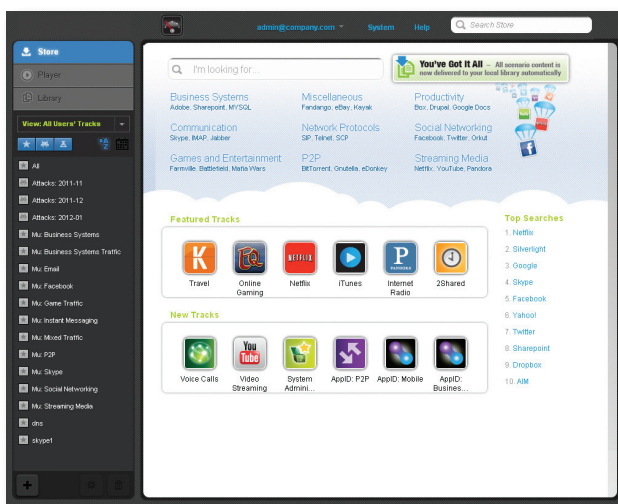 admin@company.com System Help Search Store
Store
Player
Library
View: All Users' Tracks
All
Attacks: 2011-11
Attacks: 2011-12
Attacks: 2012-01
Mu: Business Systems
Mu: Business Systems Traffic
Mu: Email
Mu: Facebook
Mu: Game Traffic
Mu: Instant Messaging
Mu: Mixed Traffic
Mu: P2P
Mu: Skype
Mu: Social Networking
Mu: Streaming Media
dns
skype1
I'm looking for...
You've Got It All – All scenario content is
now delivered to your local library automatically
Business Systems
Adobe, Sharepoint, MYSQL
Miscellaneous
Fandango, eBay, Kayak
Productivity
Box, Drupal, Google Docs
Communication
Skype, IMAP, Jabber
Network Protocols
SIP, Telnet, SCP
Social Networking
Facebook, Twitter, Orkut
Games and Entertainment
Farmville, Battlefield, Mafia Wars
P2P
BitTorrent, Gnutella, eDonkey
Streaming Media
Netflix, YouTube, Pandora
Featured Tracks
K
NETFLIX
P
PANDORA
Travel
Online
Gaming
Netflix
iTunes
Internet
Radio
2Shared
New Tracks
You
Tube
Voice Calls
Video
Streaming
System
Admini...
AppID: P2P
AppID: Mobile
AppID:
Busines...
Top Searches
1. Netflix
2. Silverlight
3. Google
4. Skype
5. Facebook
6. Yahoo!
7. Twitter
8. Sharepoint
9. Dropbox
10. AIM